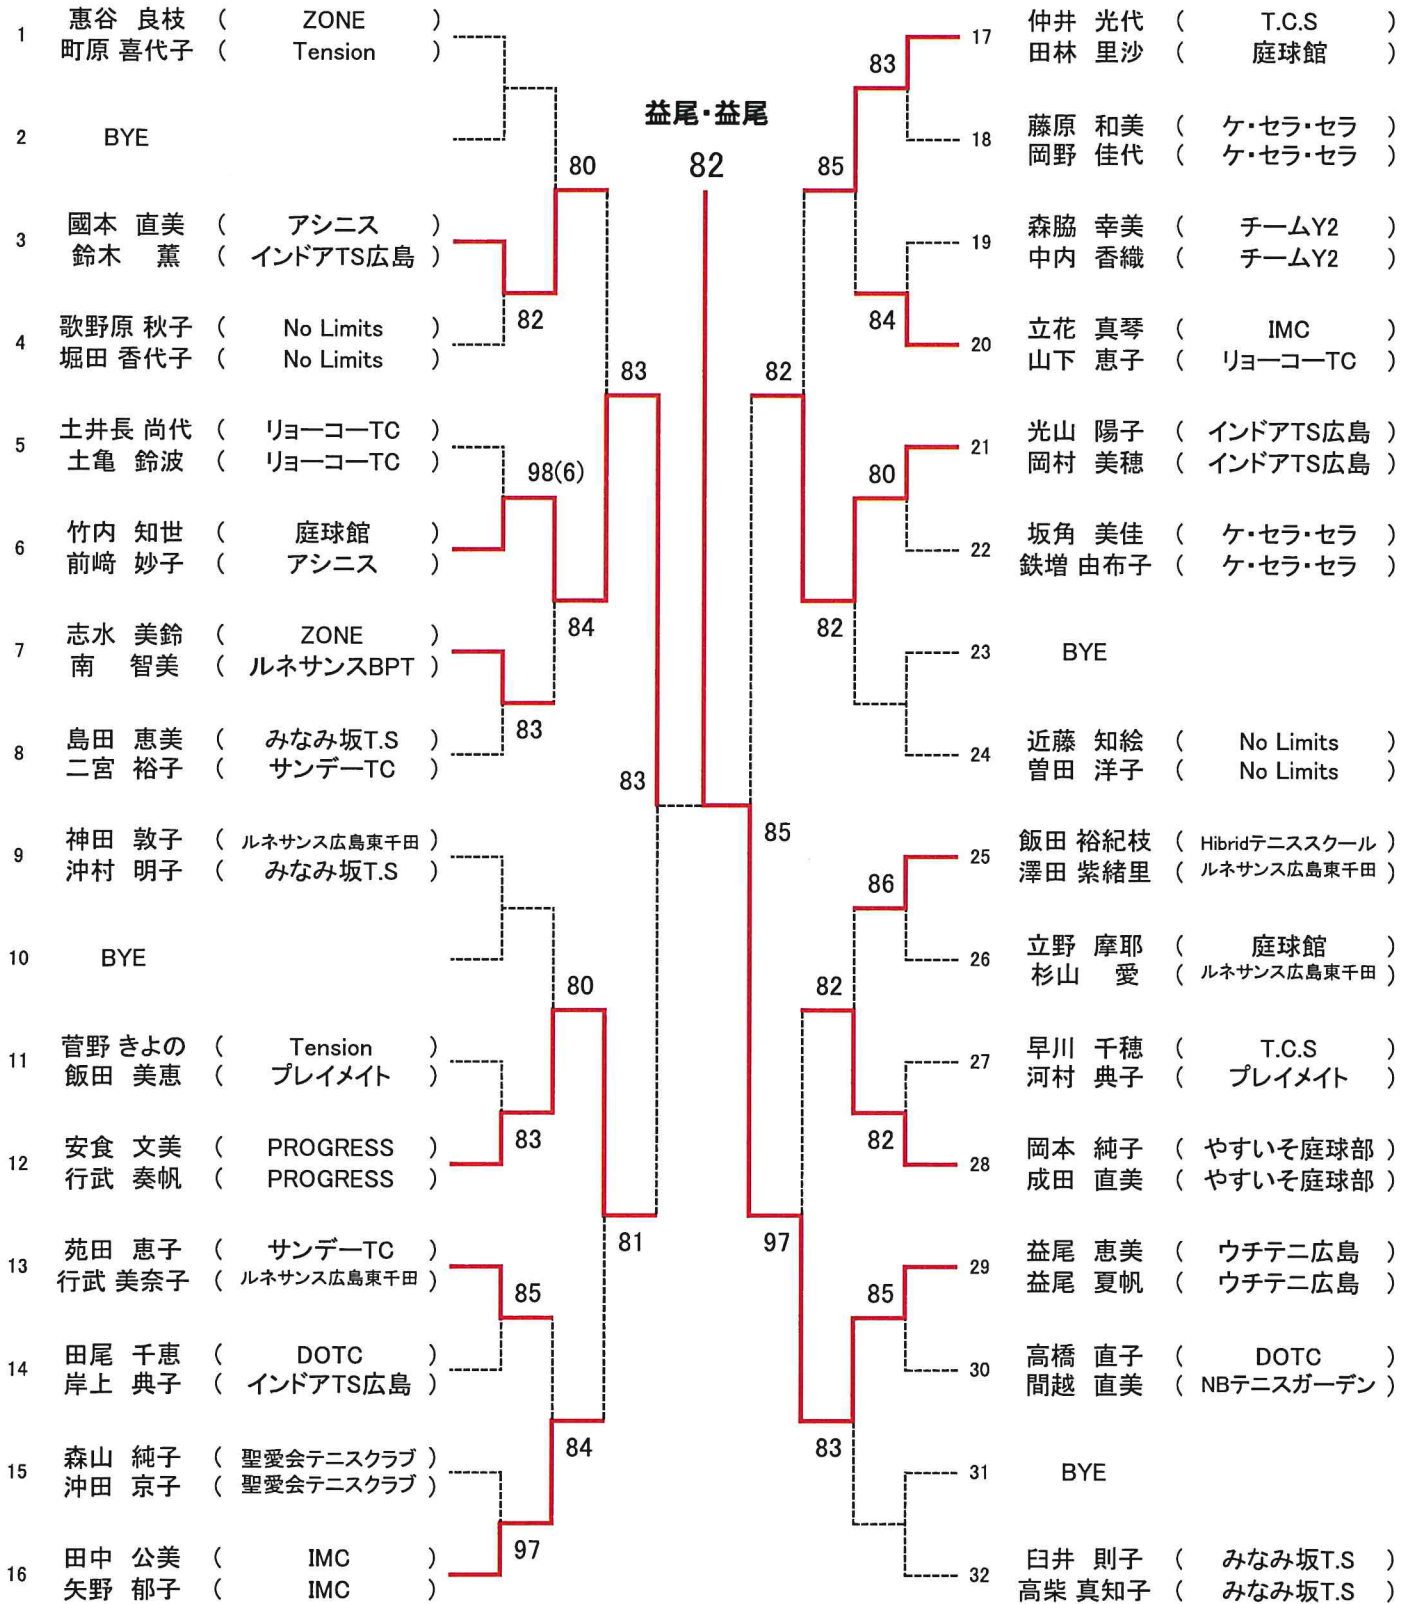 益尾・益尾
82
1 惠谷 良枝 ( ZONE )
町原 喜代子 ( Tension )
2 BYE
3 國本 直美 ( アシニス )
鈴木 薫 ( インドアTS広島 )
4 歌野原 秋子 ( No Limits )
堀田 香代子 ( No Limits )
5 土井長 尚代 ( リョーコーTC )
土亀 鈴波 ( リョーコーTC )
6 竹内 知世 ( 庭球館 )
前﨑 妙子 ( アシニス )
7 志水 美鈴 ( ZONE )
南 智美 ( ルネサンスBPT )
8 島田 恵美 ( みなみ坂T.S )
二宮 裕子 ( サンデーTC )
9 神田 敦子 ( ルネサンス広島東千田 )
沖村 明子 ( みなみ坂T.S )
10 BYE
11 菅野 きよの ( Tension )
飯田 美恵 ( プレイメイト )
12 安食 文美 ( PROGRESS )
行武 奏帆 ( PROGRESS )
13 苑田 恵子 ( サンデーTC )
行武 美奈子 ( ルネサンス広島東千田 )
14 田尾 千恵 ( DOTC )
岸上 典子 ( インドアTS広島 )
15 森山 純子 ( 聖愛会テニスクラブ )
沖田 京子 ( 聖愛会テニスクラブ )
16 田中 公美 ( IMC )
矢野 郁子 ( IMC )
82
83
83
85
97
80
98(6)
84
80
84
83
81
83
85
17 仲井 光代 ( T.C.S )
田林 里沙 ( 庭球館 )
18 藤原 和美 ( ケ・セラ・セラ )
岡野 佳代 ( ケ・セラ・セラ )
19 森脇 幸美 ( チームY2 )
中内 香織 ( チームY2 )
20 立花 真琴 ( IMC )
山下 恵子 ( リョーコーTC )
21 光山 陽子 ( インドアTS広島 )
岡村 美穂 ( インドアTS広島 )
22 坂角 美佳 ( ケ・セラ・セラ )
鉄増 由布子 ( ケ・セラ・セラ )
23 BYE
24 近藤 知絵 ( No Limits )
曽田 洋子 ( No Limits )
25 飯田 裕紀枝 ( Hibridテニススクール )
澤田 紫緒里 ( ルネサンス広島東千田 )
26 立野 摩耶 ( 庭球館 )
杉山 愛 ( ルネサンス広島東千田 )
27 早川 千穂 ( T.C.S )
河村 典子 ( プレイメイト )
28 岡本 純子 ( やすいそ庭球部 )
成田 直美 ( やすいそ庭球部 )
29 益尾 恵美 ( ウチテニ広島 )
益尾 夏帆 ( ウチテニ広島 )
30 高橋 直子 ( DOTC )
間越 直美 ( NBテニスガーデン )
31 BYE
32 臼井 則子 ( みなみ坂T.S )
高柴 真知子 ( みなみ坂T.S )
83
84
80
86
82
85
85
82
82
83
82
97
83